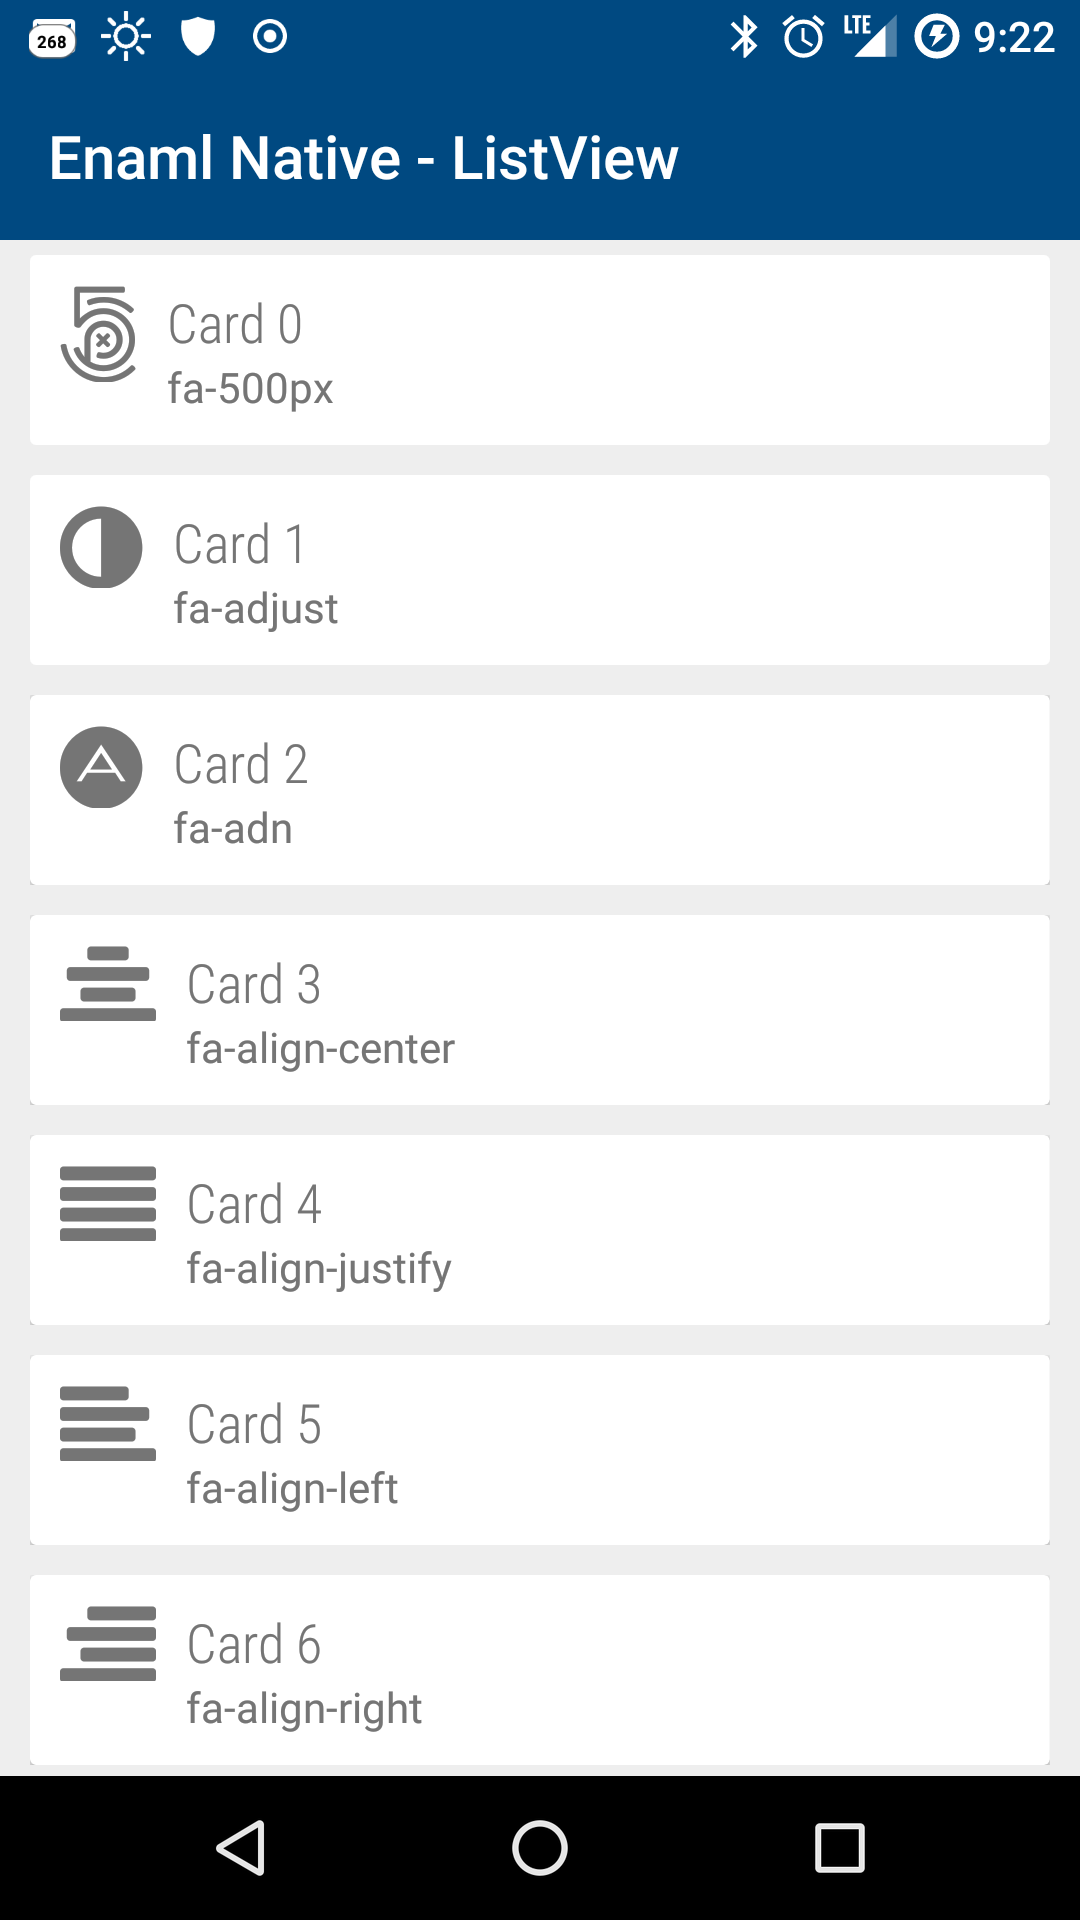 268
LTE
9:22
Enaml Native - ListView
Card 0
fa-500px
Card 1
fa-adjust
Card 2
fa-adn
Card 3
fa-align-center
Card 4
fa-align-justify
Card 5
fa-align-left
Card 6
fa-align-right